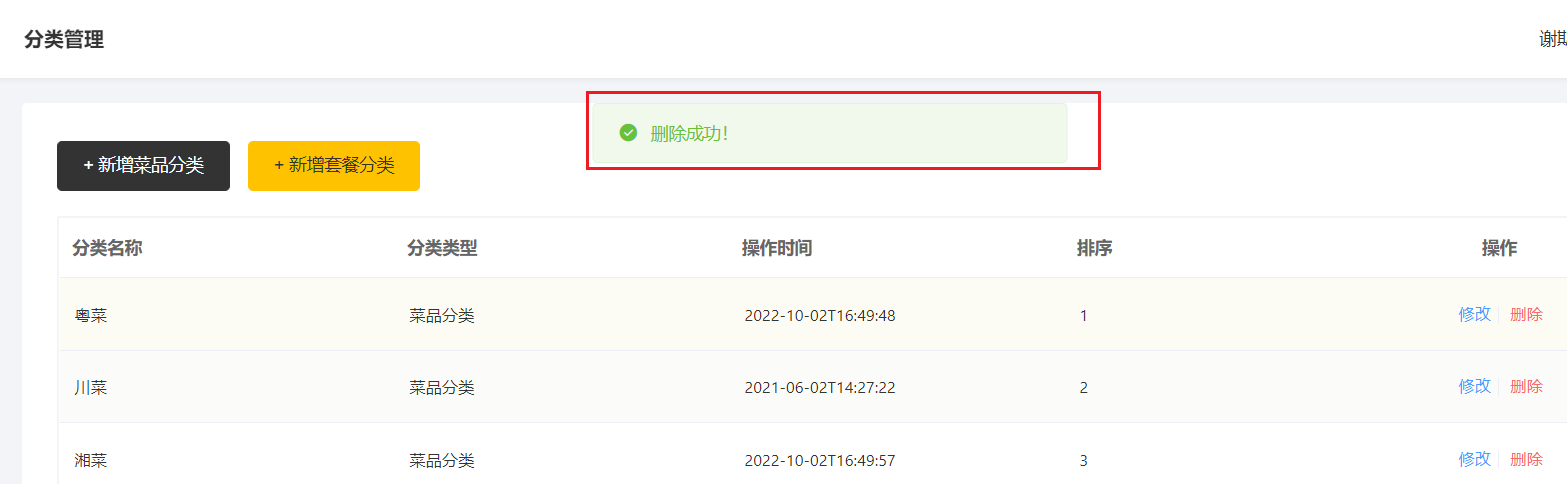 分类管理
谢期
删除成功！
+ 新增菜品分类 + 新增套餐分类
分类名称 分类类型 操作时间 排序 操作
粤菜 菜品分类 2022-10-02T16:49:48 1 修改 删除
川菜 菜品分类 2021-06-02T14:27:22 2 修改 删除
湘菜 菜品分类 2022-10-02T16:49:57 3 修改 删除